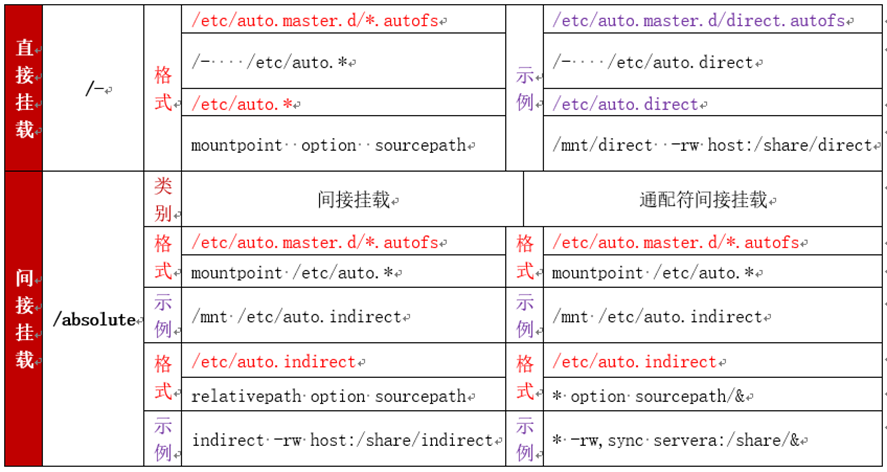 直接挂载
/-
格式
/etc/auto.master.d/*.autofs
/- /etc/auto.*
/etc/auto.*
mountpoint option sourcepath
示例
/etc/auto.master.d/direct.autofs
/- /etc/auto.direct
/etc/auto.direct
/mnt/direct -rw host:/share/direct
间接挂载
/absolute
类别
间接挂载
通配符间接挂载
格式
/etc/auto.master.d/*.autofs
mountpoint /etc/auto.*
格式
/etc/auto.master.d/*.autofs
mountpoint /etc/auto.*
示例
/mnt /etc/auto.indirect
示例
/mnt /etc/auto.indirect
格式
/etc/auto.indirect
relativepath option sourcepath
格式
/etc/auto.indirect
* option sourcepath/&
示例
indirect -rw host:/share/indirect
示例
* -rw,sync servera:/share/&